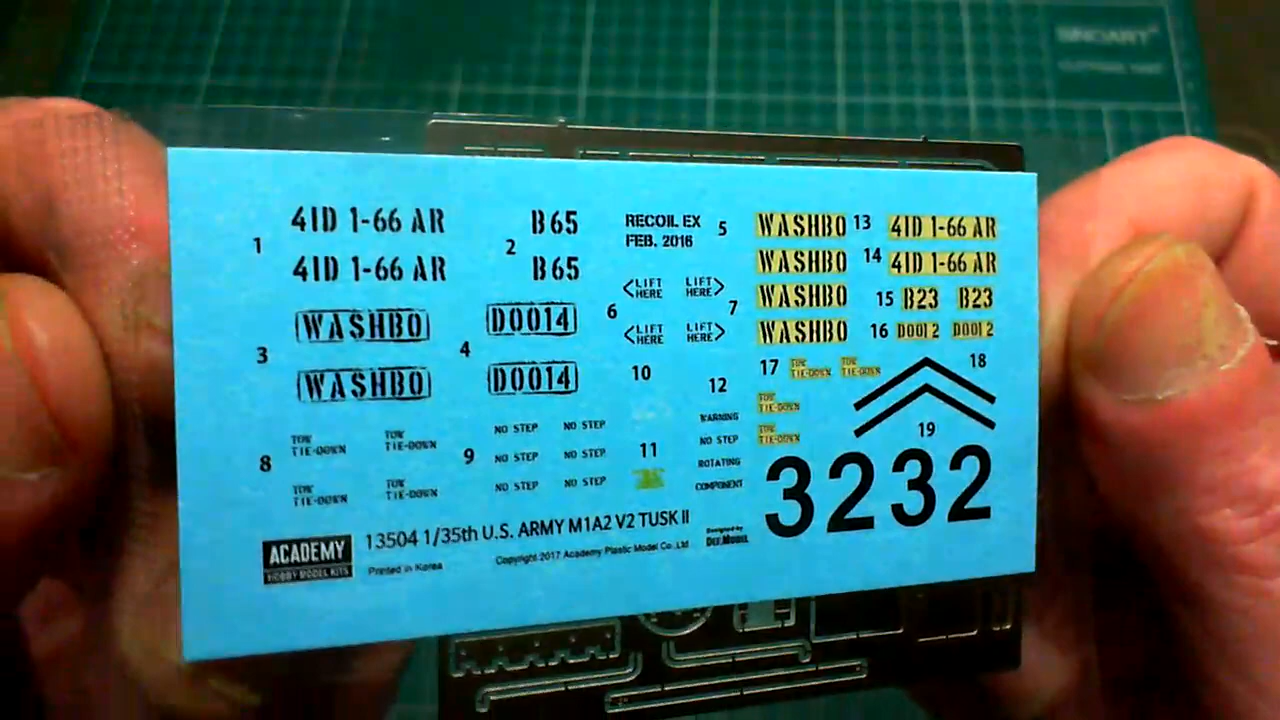 SNOART
41D 1-66 AR
B65
RECOIL EX
FEB. 2016
1
2
5
41D 1-66 AR
B65
<LIFT HERE
LIFT> HERE
<LIFT HERE
LIFT> HERE
6
7
WASHBO
WASHBO
3
D0014
D0014
4
10
12
WASHBO
WASHBO
WASHBO
WASHBO
13
41D 1-66 AR
14
41D 1-66 AR
15
B23
B23
16
D0012
D0012
17
TOW
TIE-DOWN
TOW
TIE-DOWN
TOW
TIE-DOWN
TOW
TIE-DOWN
18
19
8
TOW
TIE-DOWN
TOW
TIE-DOWN
TOW
TIE-DOWN
TOW
TIE-DOWN
9
NO STEP
NO STEP
NO STEP
NO STEP
NO STEP
NO STEP
11
WARNING
NO STEP
ROTATING
COMPONENT
3232
ACADEMY
HOBBY MODEL KITS
13504 1/35th U.S. ARMY M1A2 V2 TUSK II
Printed in Korea
Copyright 2017 Academy Plastic Model Co., Ltd
Designed by
DEF.MODEL